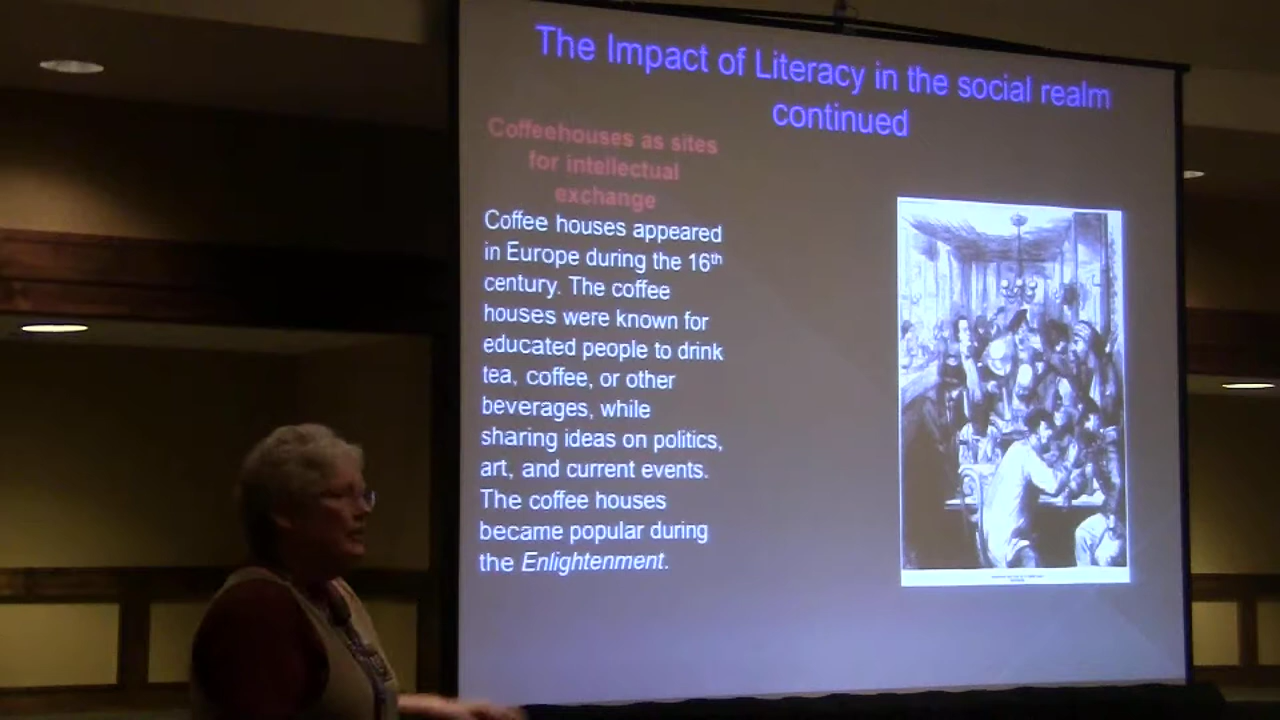 The Impact of Literacy in the social realm
continued
Coffeehouses as sites
for intellectual
exchange
Coffee houses appeared
in Europe during the 16th
century. The coffee
houses were known for
educated people to drink
tea, coffee, or other
beverages, while
sharing ideas on politics,
art, and current events.
The coffee houses
became popular during
the Enlightenment.